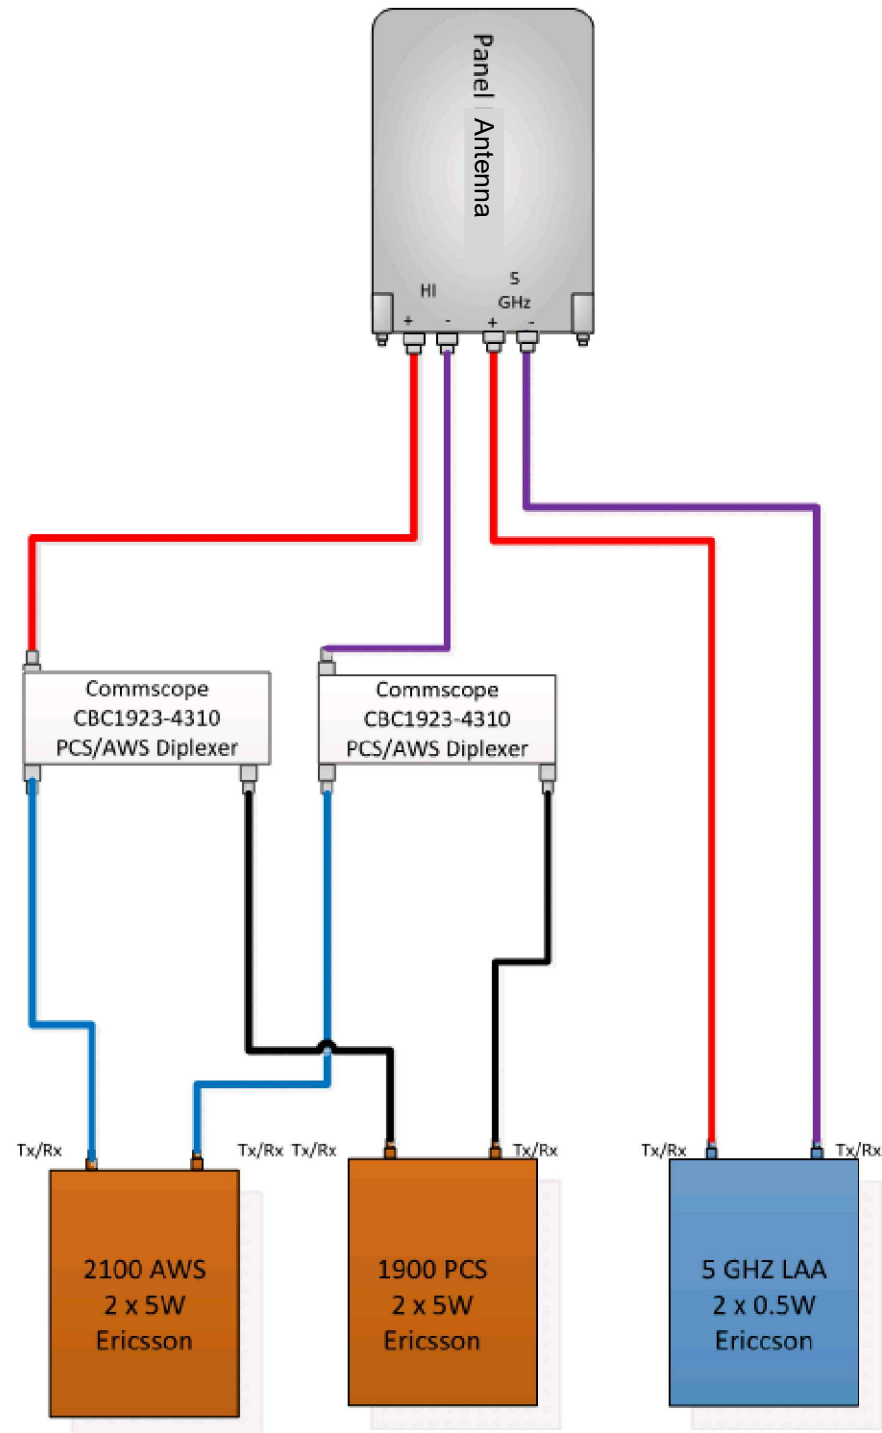 Panel Antenna
HI
5
GHz
+ - + -
Commscope
CBC1923-4310
PCS/AWS Diplexer
Commscope
CBC1923-4310
PCS/AWS Diplexer
Tx/Rx
Tx/Rx
Tx/Rx
Tx/Rx
Tx/Rx
Tx/Rx
2100 AWS
2 x 5W
Ericsson
1900 PCS
2 x 5W
Ericsson
5 GHZ LAA
2 x 0.5W
Ericcson